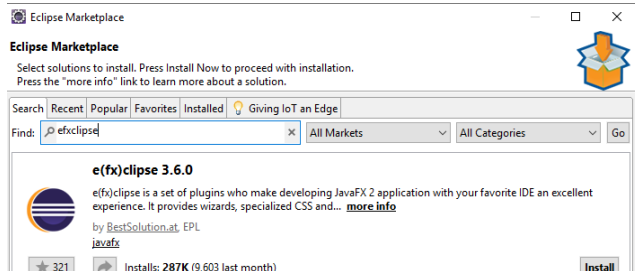 Eclipse Marketplace
Eclipse Marketplace
Select solutions to install. Press Install Now to proceed with installation.
Press the "more info" link to learn more about a solution.
Search Recent Popular Favorites Installed Giving IoT an Edge
Find: efxclipse All Markets All Categories Go
e(fx)clipse 3.6.0
e(fx)clipse is a set of plugins who make developing JavaFX 2 application with your favorite IDE an excellent
experience. It provides wizards, specialized CSS and... more info
by BestSolution.at, EPL
javafx
321 Installs: 287K (9,603 last month) Install